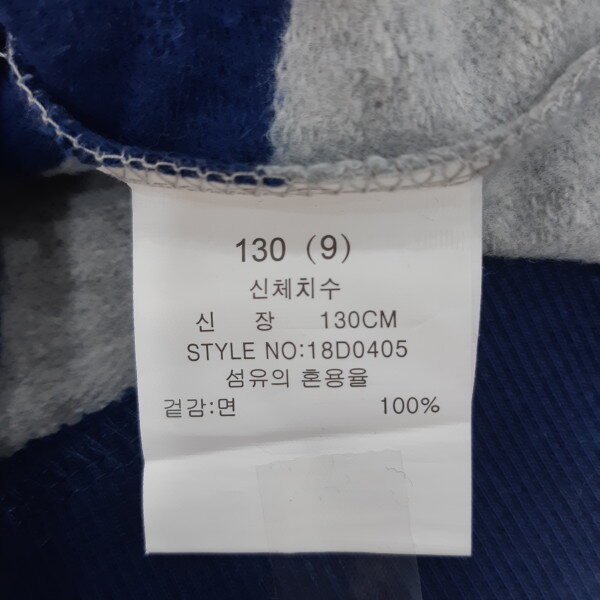 130 (9)
신체치수
신 장 130CM
STYLE NO:18D0405
섬유의 혼용율
겉감:면 100%